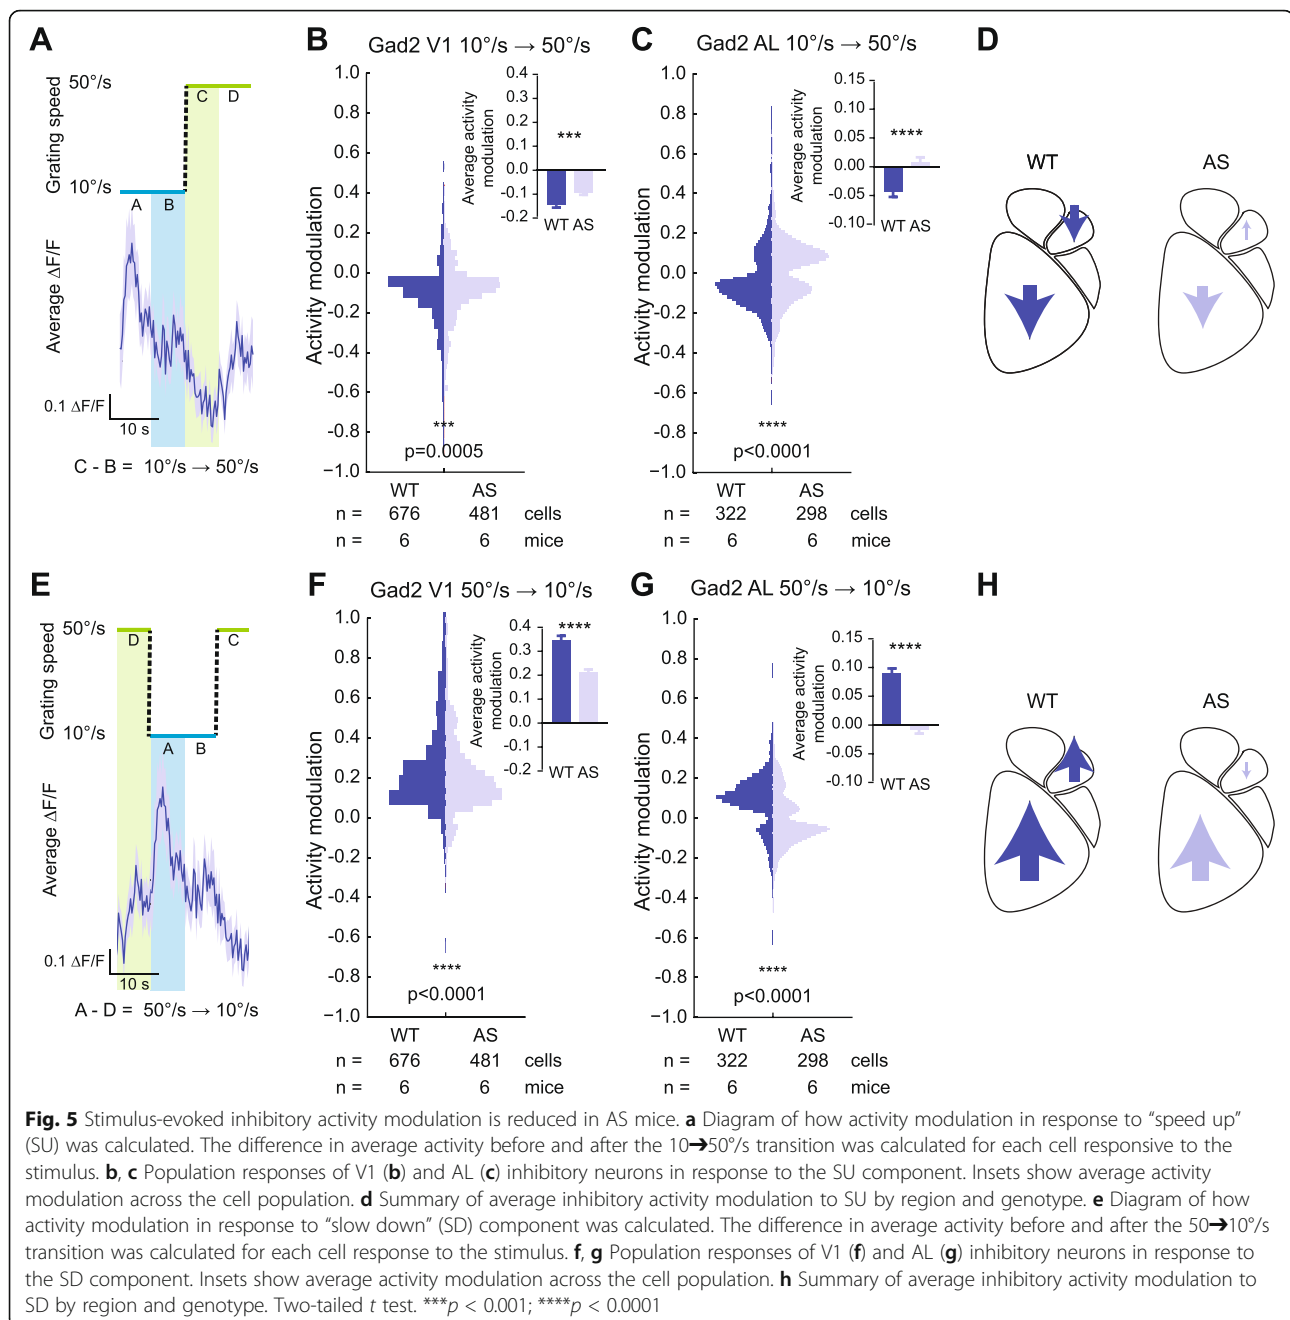 A
50°/s
C
D
Grating speed
10°/s
A
B
Average ΔF/F
0.1 ΔF/F
10 s
C - B = 10°/s → 50°/s
B
Gad2 V1 10°/s → 50°/s
Activity modulation
1.0
0.8
0.6
0.4
0.2
0.0
-0.2
-0.4
-0.6
-0.8
−1.0
Average activity
modulation
0.4
0.3
0.2
0.1
0.0
-0.1
-0.2
***
WT AS
***
p=0.0005
WT AS
n = 676 481 cells
n = 6 6 mice
C
Gad2 AL 10°/s → 50°/s
Activity modulation
1.0
0.8
0.6
0.4
0.2
0.0
-0.2
-0.4
-0.6
-0.8
−1.0
Average activity
modulation
0.15
0.10
0.05
0.00
-0.05
-0.10
****
WT AS
****
p<0.0001
WT AS
n = 322 298 cells
n = 6 6 mice
D
WT AS
E
50°/s
D
C
Grating speed
10°/s
A
B
Average ΔF/F
0.1 ΔF/F
10 s
A - D = 50°/s → 10°/s
F
Gad2 V1 50°/s → 10°/s
Activity modulation
1.0
0.8
0.6
0.4
0.2
0.0
-0.2
-0.4
-0.6
-0.8
−1.0
Average activity
modulation
0.4
0.3
0.2
0.1
0.0
-0.1
-0.2
****
WT AS
****
p<0.0001
WT AS
n = 676 481 cells
n = 6 6 mice
G
Gad2 AL 50°/s → 10°/s
Activity modulation
1.0
0.8
0.6
0.4
0.2
0.0
-0.2
-0.4
-0.6
-0.8
−1.0
Average activity
modulation
0.15
0.10
0.05
0.00
-0.05
-0.10
****
WT AS
****
p<0.0001
WT AS
n = 322 298 cells
n = 6 6 mice
H
WT AS
Fig. 5 Stimulus-evoked inhibitory activity modulation is reduced in AS mice. a Diagram of how activity modulation in response to “speed up”
(SU) was calculated. The difference in average activity before and after the 10➔50°/s transition was calculated for each cell responsive to the
stimulus. b, c Population responses of V1 (b) and AL (c) inhibitory neurons in response to the SU component. Insets show average activity
modulation across the cell population. d Summary of average inhibitory activity modulation to SU by region and genotype. e Diagram of how
activity modulation in response to “slow down” (SD) component was calculated. The difference in average activity before and after the 50➔10°/s
transition was calculated for each cell response to the stimulus. f, g Population responses of V1 (f) and AL (g) inhibitory neurons in response to
the SD component. Insets show average activity modulation across the cell population. h Summary of average inhibitory activity modulation to
SD by region and genotype. Two-tailed t test. ***p < 0.001; ****p < 0.0001